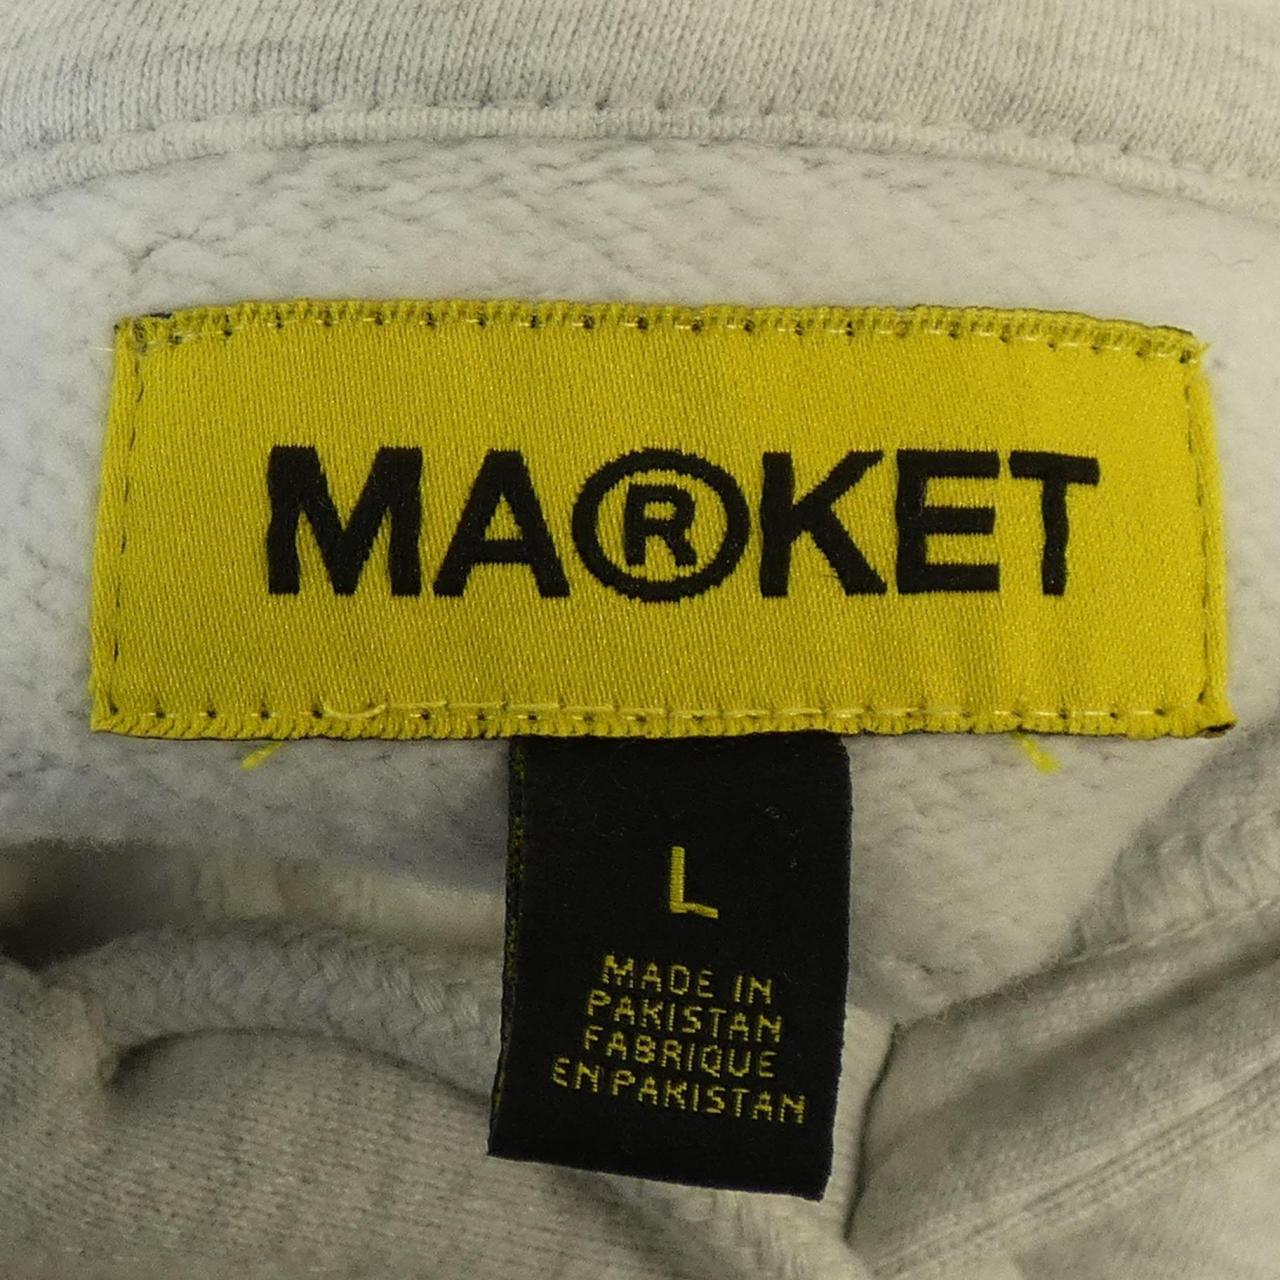 MA®KET
L
MADE IN
PAKISTAN
FABRIQUE
EN PAKISTAN